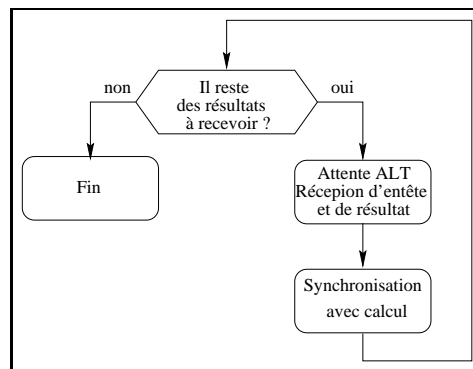 Il reste
des résultats
à recevoir ?
non
oui
Fin
Attente ALT
Récepion d'entête
et de résultat
Synchronisation
avec calcul